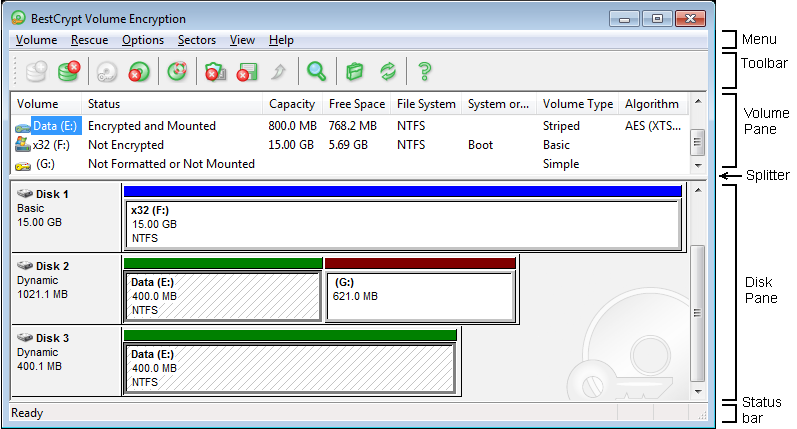 BestCrypt Volume Encryption
Volume Rescue Options Sectors View Help
Menu
Toolbar
Volume Status Capacity Free Space File System System or... Volume Type Algorithm
Data (E:) Encrypted and Mounted 800.0 MB 768.2 MB NTFS Striped AES (XTS...
x32 (F:) Not Encrypted 15.00 GB 5.69 GB NTFS Boot Basic
(G:) Not Formatted or Not Mounted Simple
Volume
Pane
Splitter
Disk 1
Basic
15.00 GB
x32 (F:)
15.00 GB
NTFS
Disk 2
Dynamic
1021.1 MB
Data (E:)
400.0 MB
NTFS
(G:)
621.0 MB
Disk 3
Dynamic
400.1 MB
Data (E:)
400.0 MB
NTFS
Disk
Pane
Ready
Status
bar